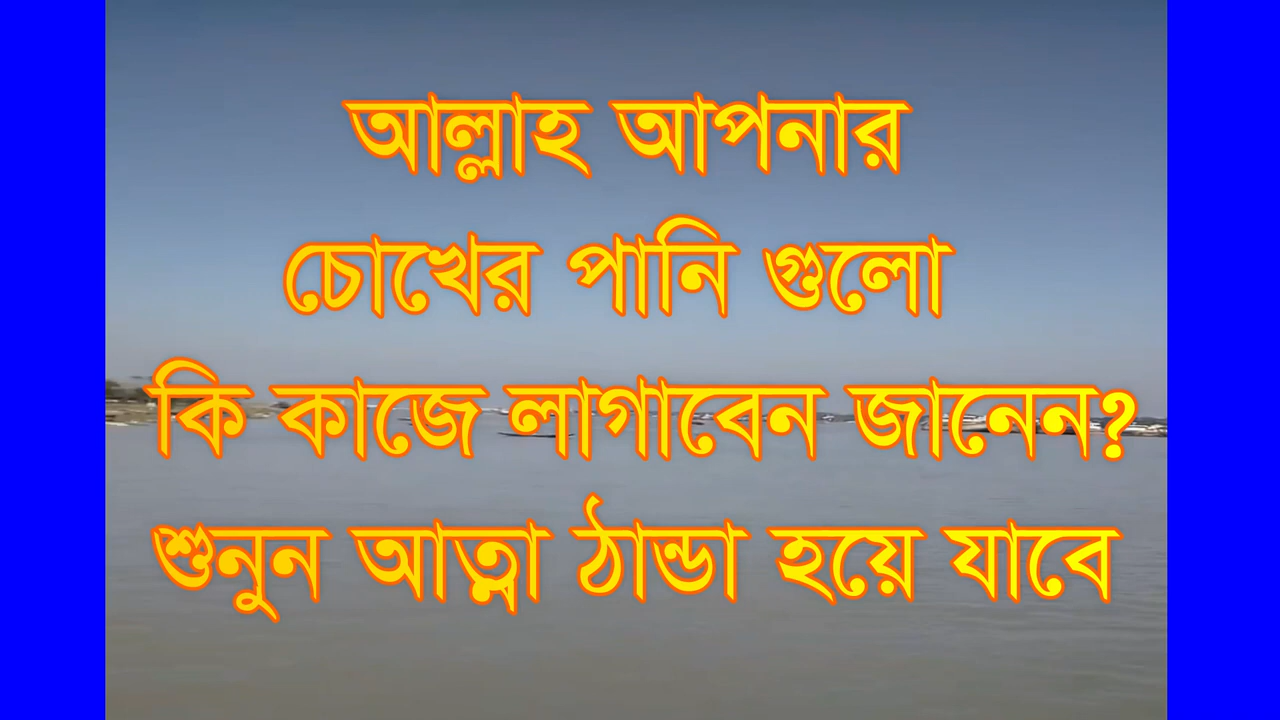 আল্লাহ আপনার
চোখের পানি গুলো
কি কাজে লাগাবেন জানেন?
শুনুন আত্না ঠান্ডা হয়ে যাবে